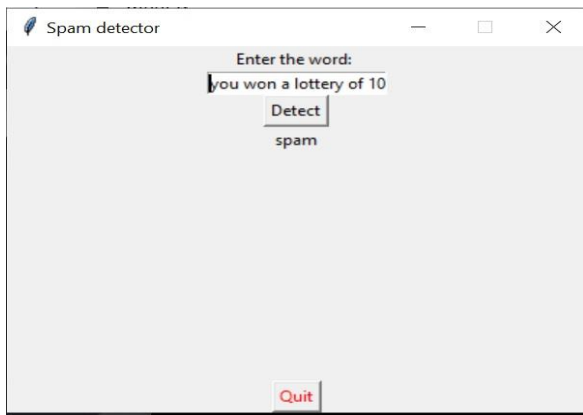 Spam detector
Enter the word:
you won a lottery of 10
Detect
spam
Quit